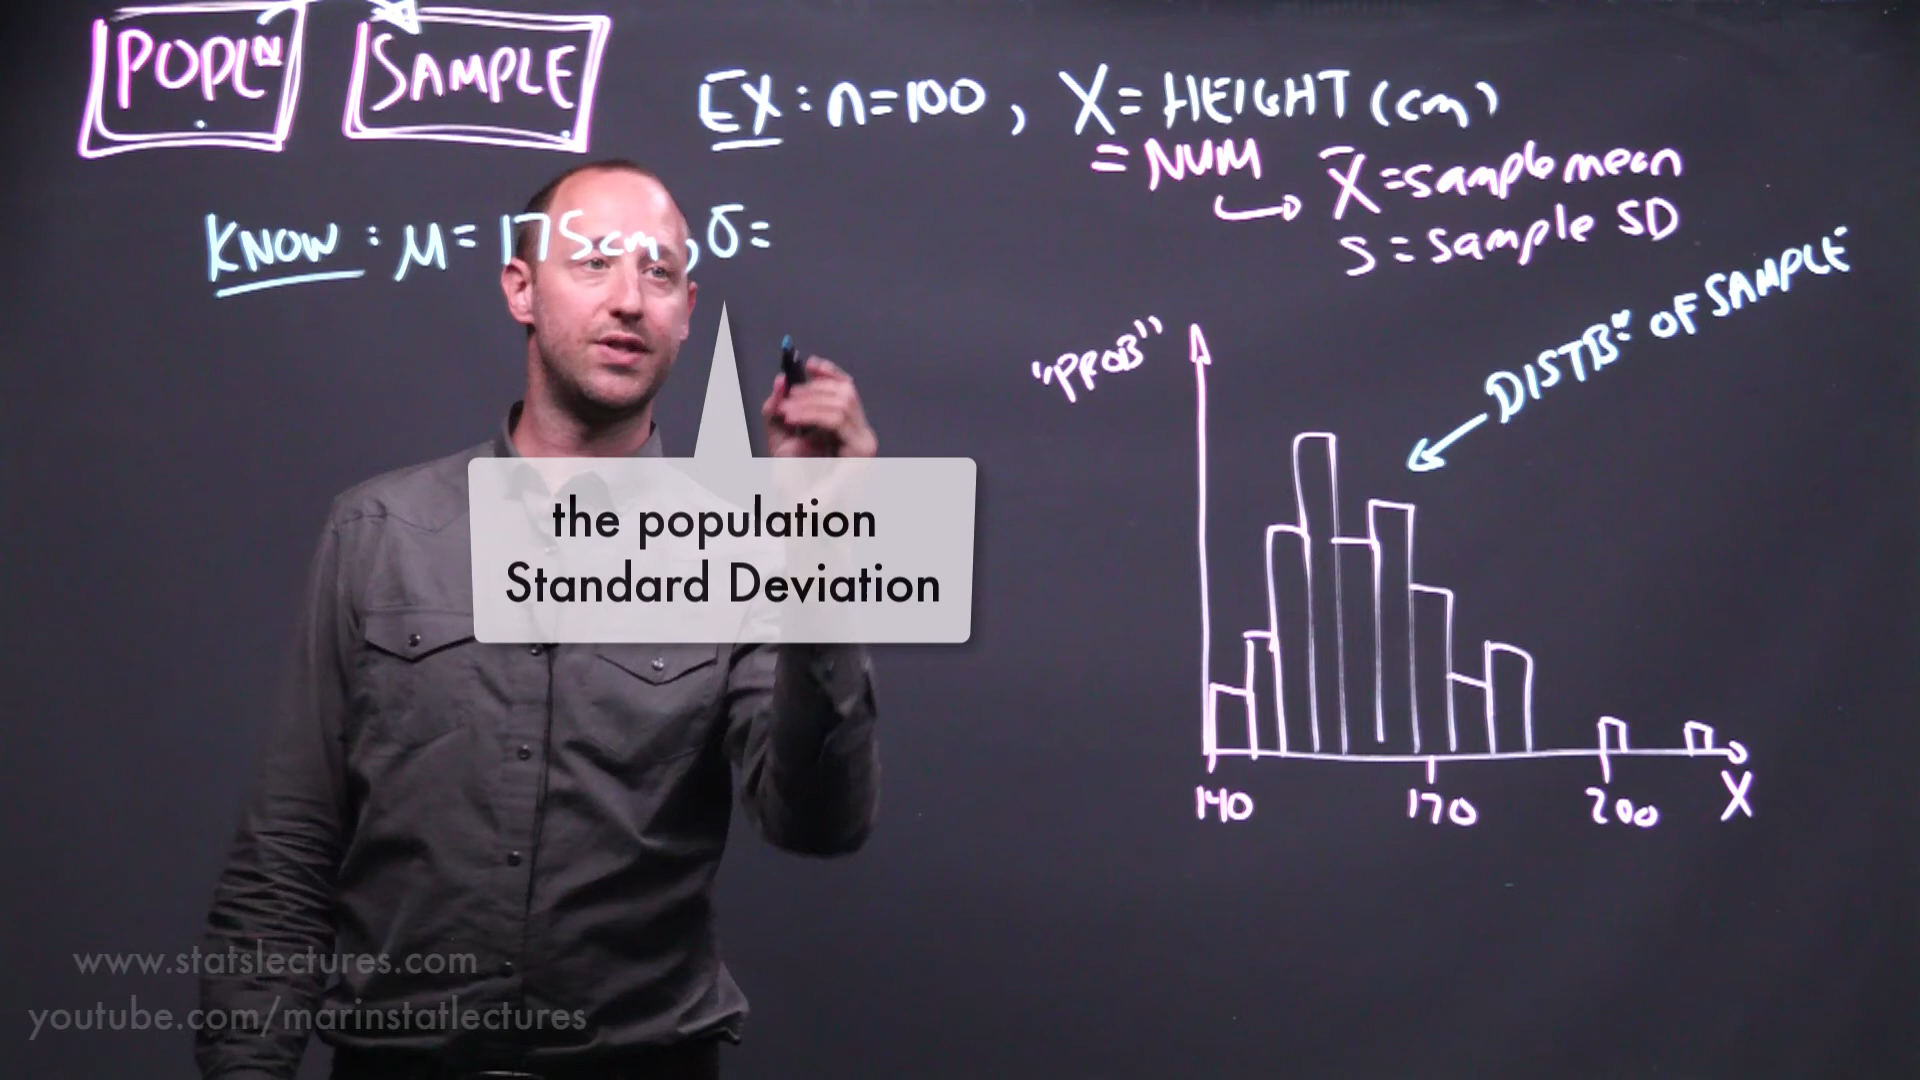 POPLN SAMPLE
EX : n=100 , X = HEIGHT (cm)
= NUM
X̄ = sample mean
S = Sample SD
KNOW : μ = 175cm , σ =
the population
Standard Deviation
DISTBN OF SAMPLE
"PROB"
140 170 200 X
www.statslectures.com
youtube.com/marinstatlectures